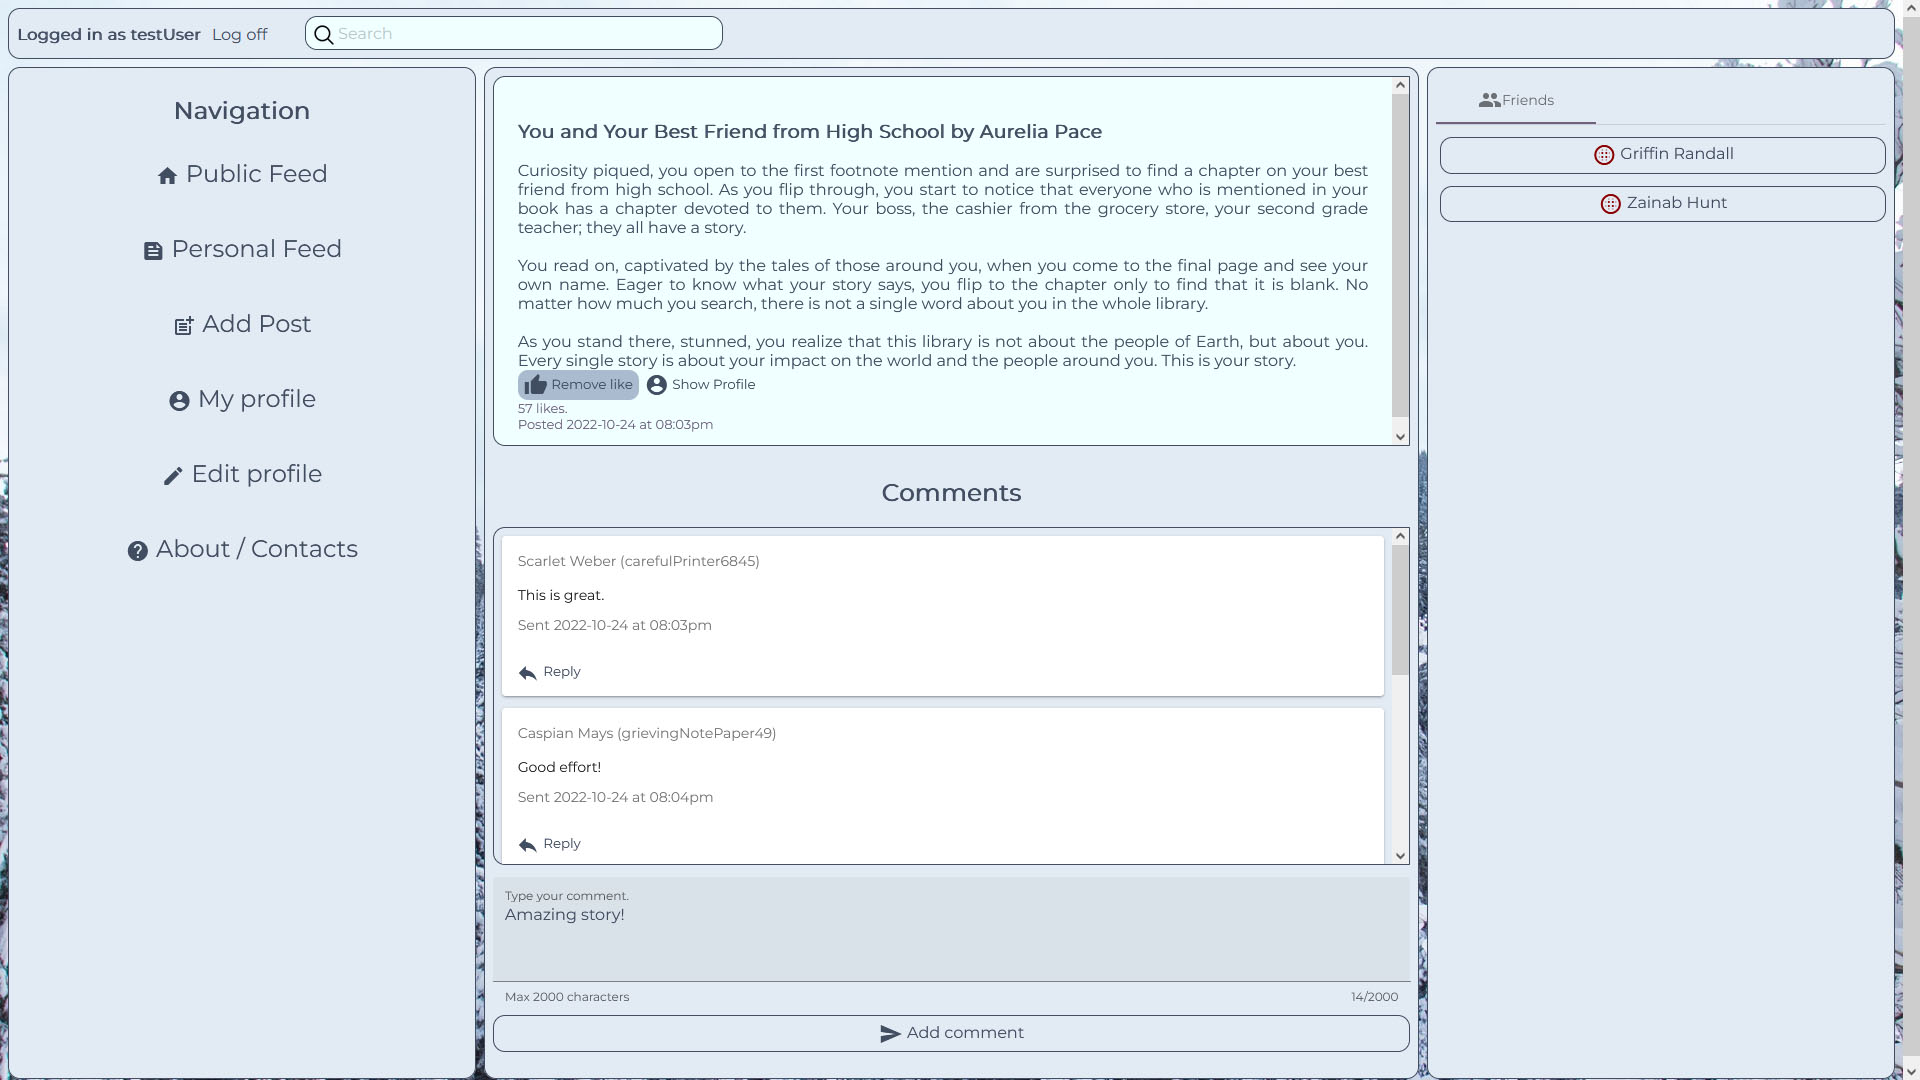 Logged in as testUser Log off Search
Navigation
Public Feed
Personal Feed
Add Post
My profile
Edit profile
About / Contacts
You and Your Best Friend from High School by Aurelia Pace
Curiosity piqued, you open to the first footnote mention and are surprised to find a chapter on your best
friend from high school. As you flip through, you start to notice that everyone who is mentioned in your
book has a chapter devoted to them. Your boss, the cashier from the grocery store, your second grade
teacher; they all have a story.
You read on, captivated by the tales of those around you, when you come to the final page and see your
own name. Eager to know what your story says, you flip to the chapter only to find that it is blank. No
matter how much you search, there is not a single word about you in the whole library.
As you stand there, stunned, you realize that this library is not about the people of Earth, but about you.
Every single story is about your impact on the world and the people around you. This is your story.
Remove like Show Profile
57 likes.
Posted 2022-10-24 at 08:03pm
Comments
Scarlet Weber (carefulPrinter6845)
This is great.
Sent 2022-10-24 at 08:03pm
Reply
Caspian Mays (grievingNotePaper49)
Good effort!
Sent 2022-10-24 at 08:04pm
Reply
Type your comment.
Amazing story!
Max 2000 characters 14/2000
Add comment
Friends
Griffin Randall
Zainab Hunt